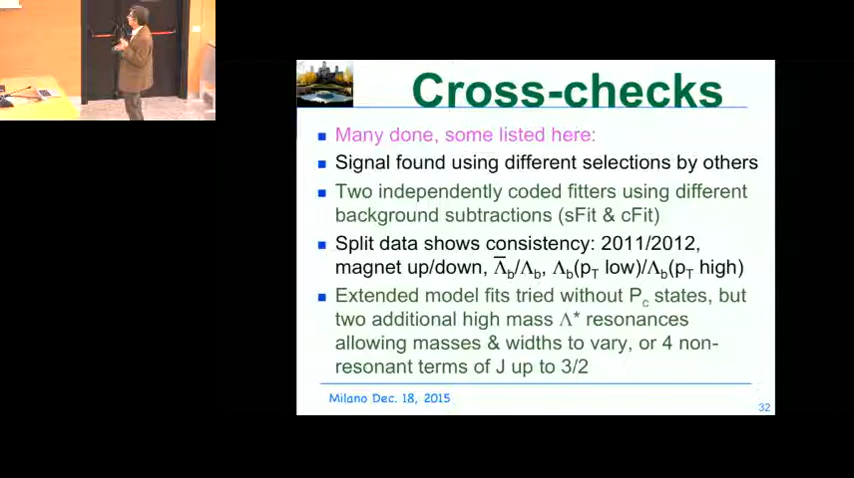 Cross-checks
Many done, some listed here:
Signal found using different selections by others
Two independently coded fitters using different
background subtractions (sFit & cFit)
Split data shows consistency: 2011/2012,
magnet up/down, Λ̅b/Λb, Λb(pT low)/Λb(pT high)
Extended model fits tried without Pc states, but
two additional high mass Λ* resonances
allowing masses & widths to vary, or 4 non-
resonant terms of J up to 3/2
Milano Dec. 18, 2015
32